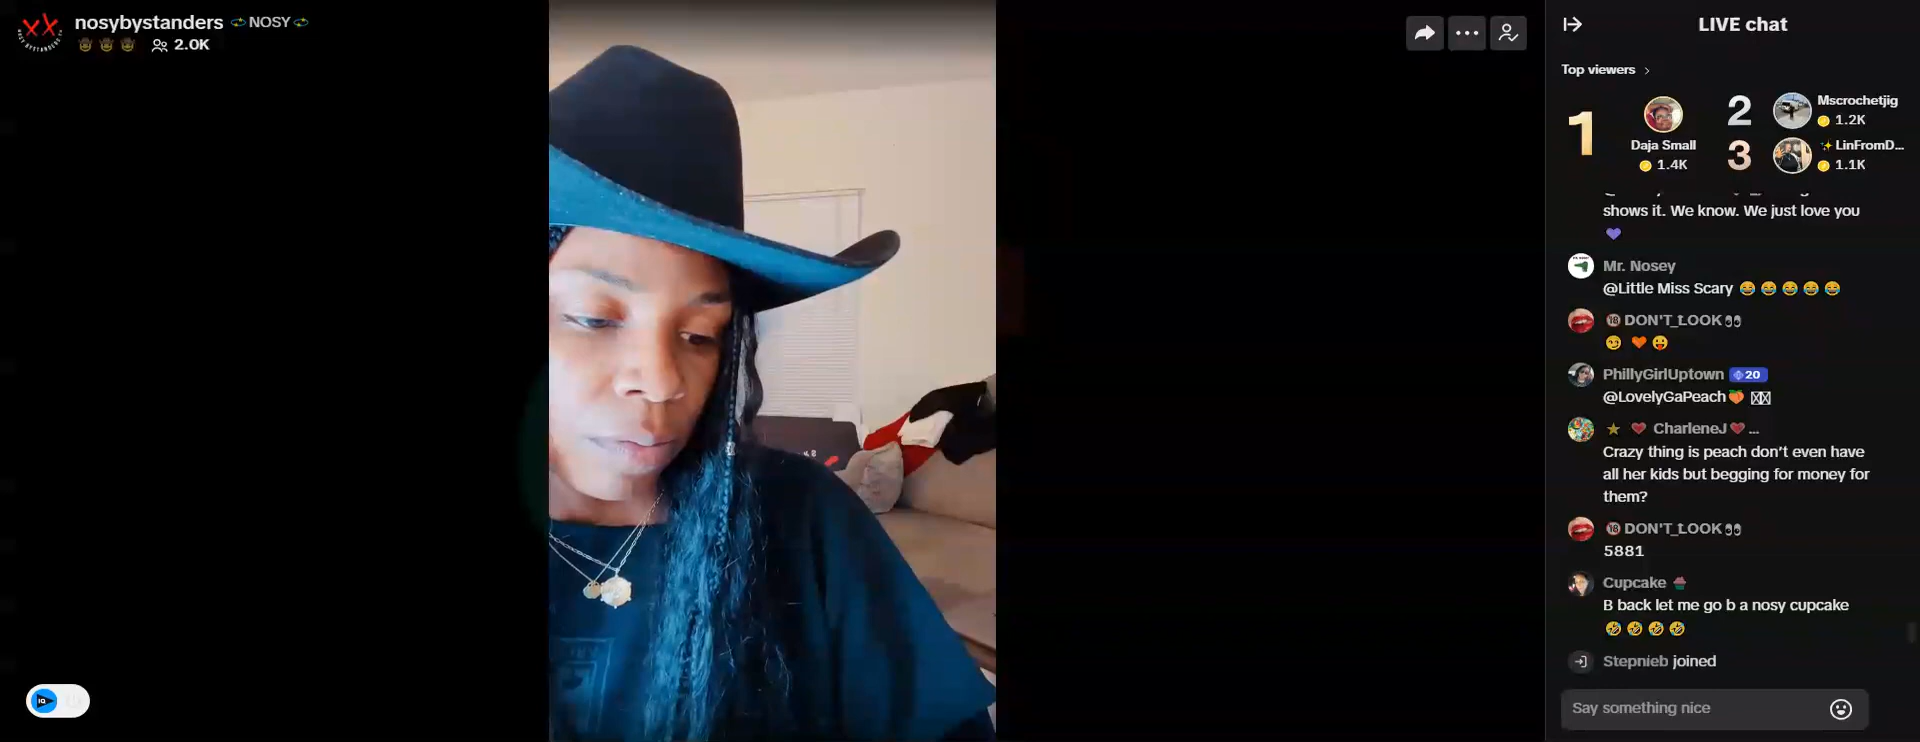 nosybystanders NOSY
2.0K
LIVE chat
Top viewers
1
Daja Small
1.4K
2
Mscrochetjig
1.2K
3
LinFromD...
1.1K
shows it. We know. We just love you
💜
Mr. Nosey
@Little Miss Scary 😂 😂 😂 😂 😂
🔞 DON'T_LOOK 👀
😏 🧡 😛
PhillyGirlUptown 20
@LovelyGaPeach🍑
CharleneJ ...
Crazy thing is peach don't even have
all her kids but begging for money for
them?
🔞 DON'T_LOOK 👀
5881
Cupcake 🧁
B back let me go b a nosy cupcake
🤣 🤣 🤣 🤣
Stepnieb joined
Say something nice